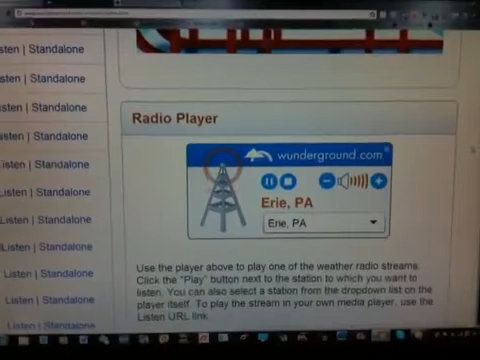 Listen | Standalone
Listen | Standalone
Listen | Standalone
Listen | Standalone
Listen | Standalone
Listen | Standalone
Listen | Standalone
Listen | Standalone
Listen | Standalone
Listen | Standalone
Listen | Standalone
Radio Player
wunderground.com
Erie, PA
Erie, PA
Use the player above to play one of the weather radio streams.
Click the "Play" button next to the station to which you want to
listen. You can also select a station from the dropdown list on the
player itself. To play the stream in your own media player, use the
Listen URL link.